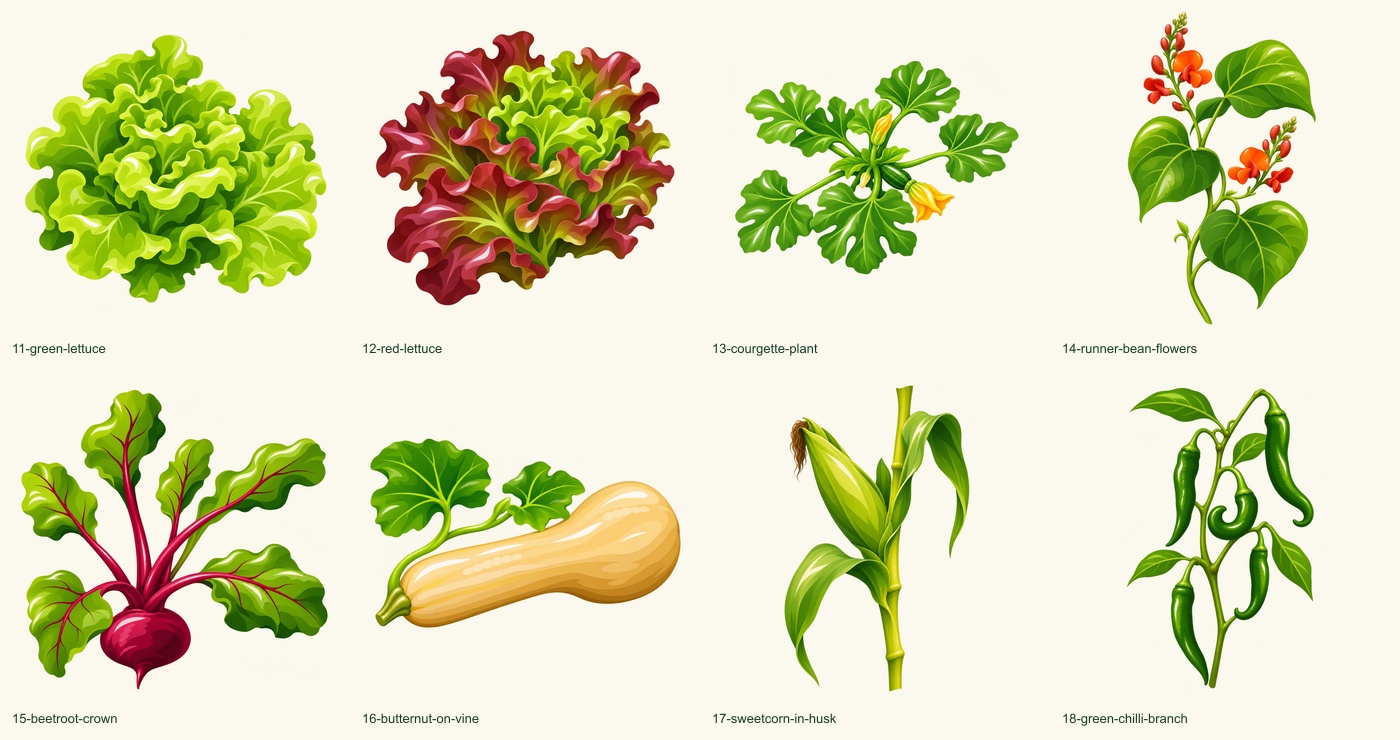 11-green-lettuce
12-red-lettuce
13-courgette-plant
14-runner-bean-flowers
15-beetroot-crown
16-butternut-on-vine
17-sweetcorn-in-husk
18-green-chilli-branch